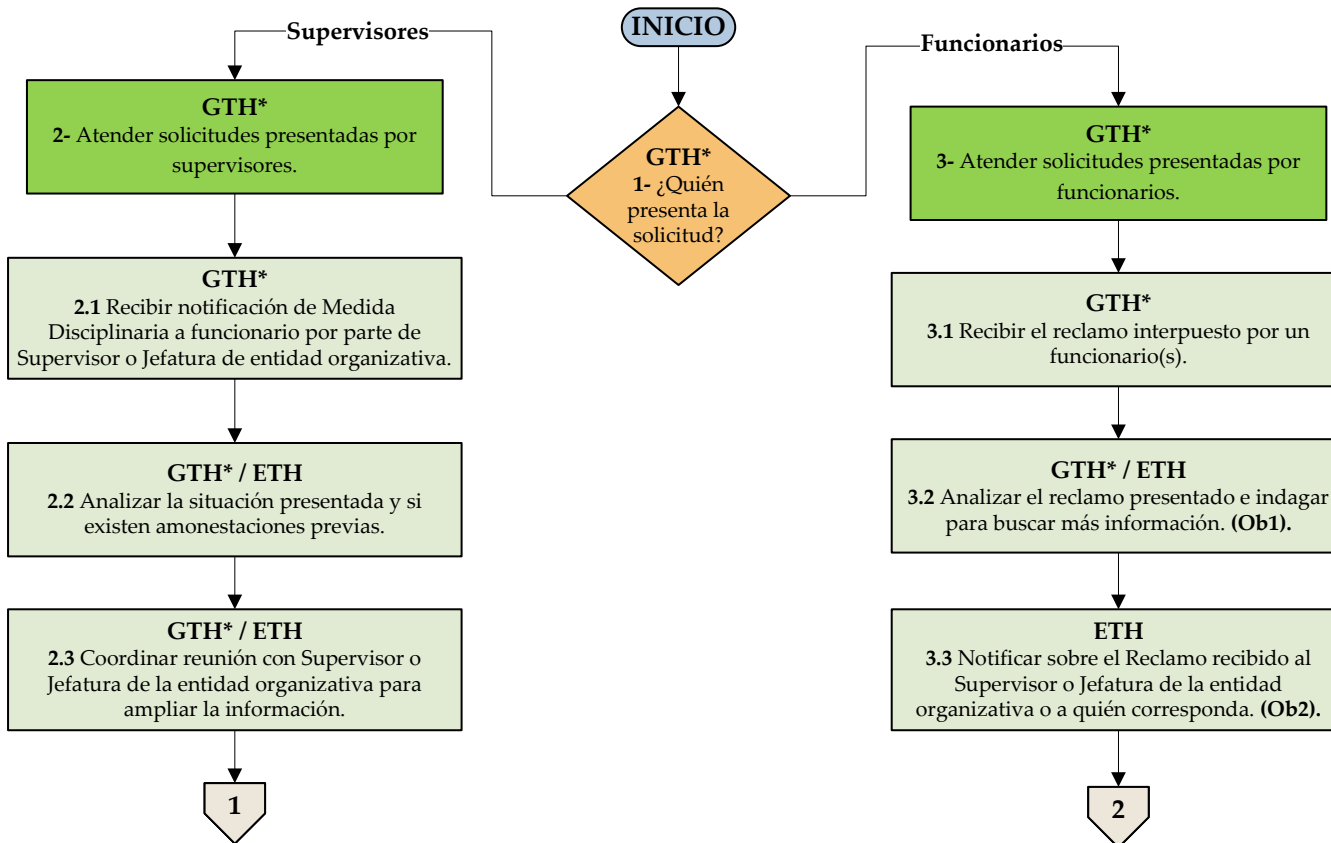 INICIO
Supervisores
Funcionarios
GTH*
1- ¿Quién
presenta la
solicitud?
GTH*
2- Atender solicitudes presentadas por
supervisores.
GTH*
2.1 Recibir notificación de Medida
Disciplinaria a funcionario por parte de
Supervisor o Jefatura de entidad organizativa.
GTH* / ETH
2.2 Analizar la situación presentada y si
existen amonestaciones previas.
GTH* / ETH
2.3 Coordinar reunión con Supervisor o
Jefatura de la entidad organizativa para
ampliar la información.
1
GTH*
3- Atender solicitudes presentadas por
funcionarios.
GTH*
3.1 Recibir el reclamo interpuesto por un
funcionario(s).
GTH* / ETH
3.2 Analizar el reclamo presentado e indagar
para buscar más información. (Ob1).
ETH
3.3 Notificar sobre el Reclamo recibido al
Supervisor o Jefatura de la entidad
organizativa o a quién corresponda. (Ob2).
2